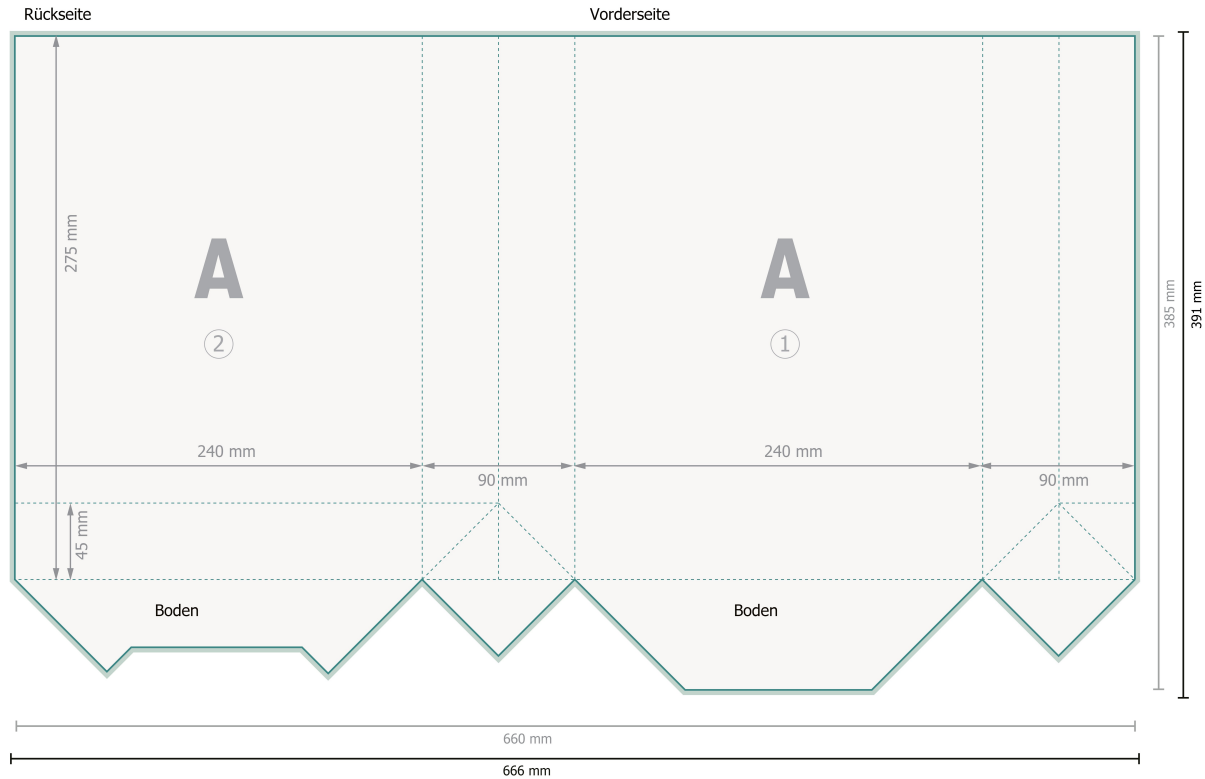 Rückseite
Vorderseite
275 mm
A
A
2
1
385 mm
391 mm
240 mm
240 mm
90 mm
90 mm
45 mm
Boden
Boden
660 mm
666 mm